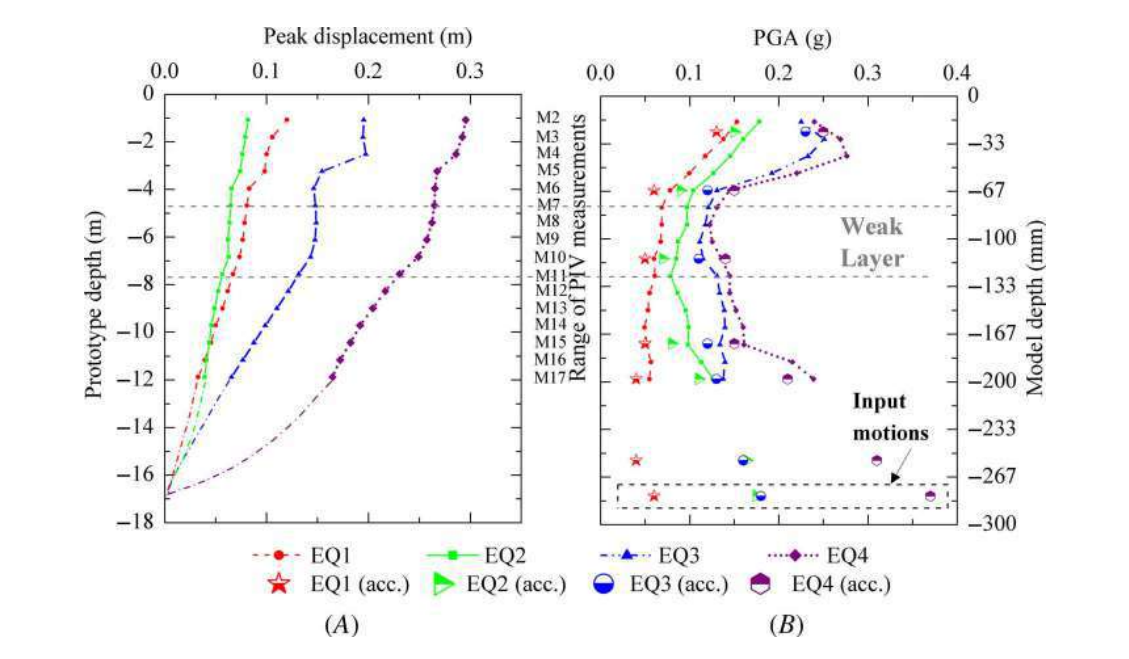 Peak displacement (m)
PGA (g)
0.0 0.1 0.2 0.3
0.0 0.1 0.2 0.3 0.4
0
−2
−4
−6
−8
−10
−12
−14
−16
−18
Prototype depth (m)
M2
M3
M4
M5
M6
M7
M8
M9
M10
M11
M12
M13
M14
M15
M16
M17
Range of PIV measurements
Weak
Layer
Input
motions
0
−33
−67
−100
−133
−167
−200
−233
−267
−300
Model depth (mm)
EQ1 EQ2 EQ3 EQ4
EQ1 (acc.) EQ2 (acc.) EQ3 (acc.) EQ4 (acc.)
(A) (B)